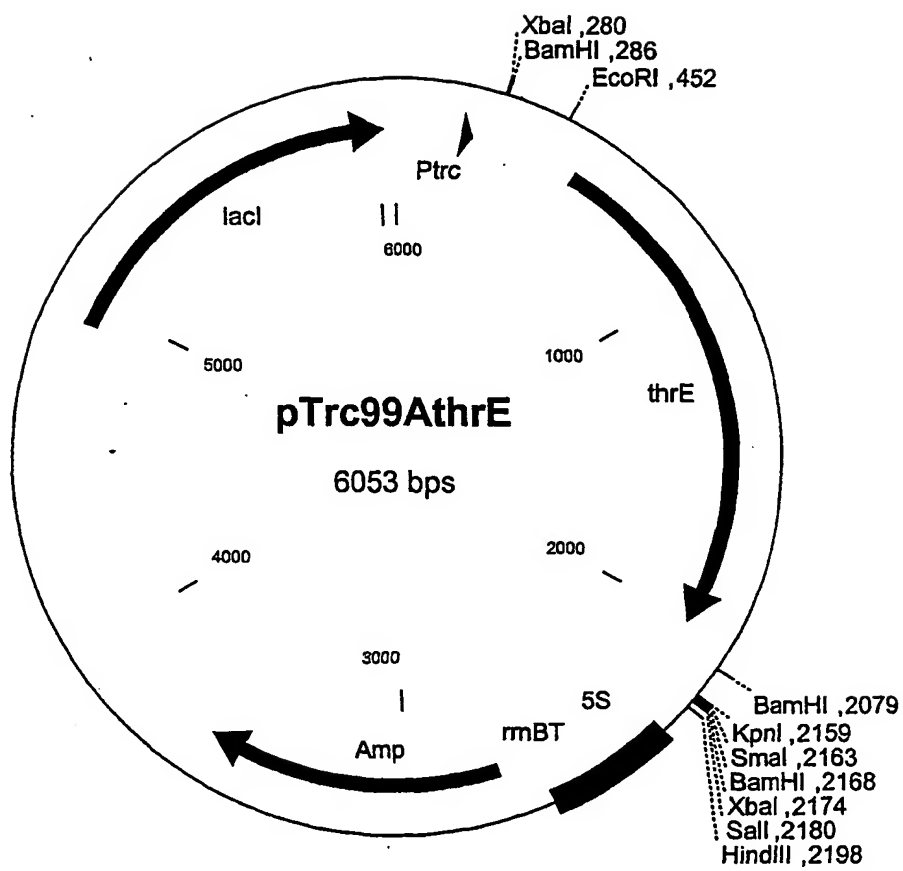 XbaI ,280
BamHI ,286
EcoRI ,452
Ptrc
lacI
6000
5000
1000
thrE
pTrc99AthrE
6053 bps
4000
2000
3000
5S
rrnBT
Amp
BamHI ,2079
KpnI ,2159
SmaI ,2163
BamHI ,2168
XbaI ,2174
SalI ,2180
HindIII ,2198